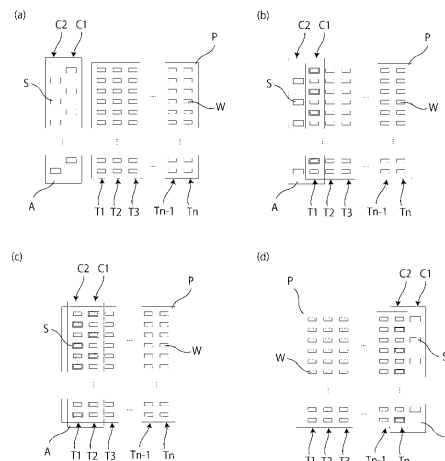 (a)
C2 C1
P
S
W
...
A
T1 T2 T3 Tn-1 Tn
(b)
C2 C1
P
S
W
...
A
T1 T2 T3 Tn-1 Tn
(c)
C2 C1
P
S
W
...
T1 T2 T3 Tn-1 Tn
A
(d)
C2 C1
P
S
W
...
T1 T2 T3 Tn-1 Tn